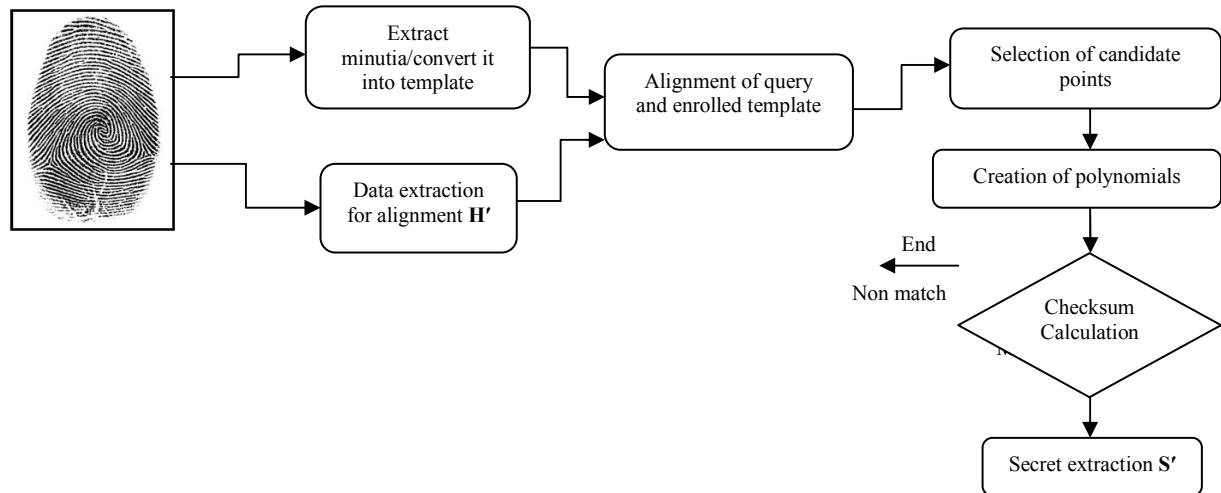 Extract
minutia/convert it
into template
Data extraction
for alignment H′
Alignment of query
and enrolled template
Selection of candidate
points
Creation of polynomials
End
Non match
Checksum
Calculation
Secret extraction S′